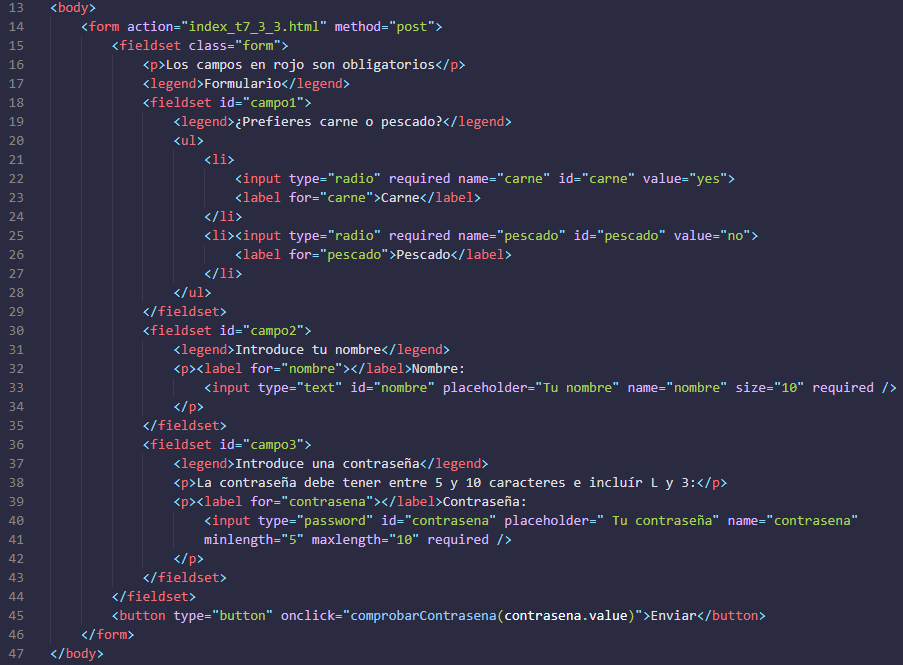 13 <body>
14     <form action="index_t7_3_3.html" method="post">
15         <fieldset class="form">
16             <p>Los campos en rojo son obligatorios</p>
17             <legend>Formulario</legend>
18             <fieldset id="campo1">
19                 <legend>¿Prefieres carne o pescado?</legend>
20                 <ul>
21                     <li>
22                         <input type="radio" required name="carne" id="carne" value="yes">
23                         <label for="carne">Carne</label>
24                     </li>
25                     <li><input type="radio" required name="pescado" id="pescado" value="no">
26                         <label for="pescado">Pescado</label>
27                     </li>
28                 </ul>
29             </fieldset>
30             <fieldset id="campo2">
31                 <legend>Introduce tu nombre</legend>
32                 <p><label for="nombre"></label>Nombre:
33                     <input type="text" id="nombre" placeholder="Tu nombre" name="nombre" size="10" required />
34                 </p>
35             </fieldset>
36             <fieldset id="campo3">
37                 <legend>Introduce una contraseña</legend>
38                 <p>La contraseña debe tener entre 5 y 10 caracteres e incluír L y 3:</p>
39                 <p><label for="contrasena"></label>Contraseña:
40                     <input type="password" id="contrasena" placeholder=" Tu contraseña" name="contrasena"
41                     minlength="5" maxlength="10" required />
42                 </p>
43             </fieldset>
44         </fieldset>
45         <button type="button" onclick="comprobarContrasena(contrasena.value)">Enviar</button>
46     </form>
47 </body>